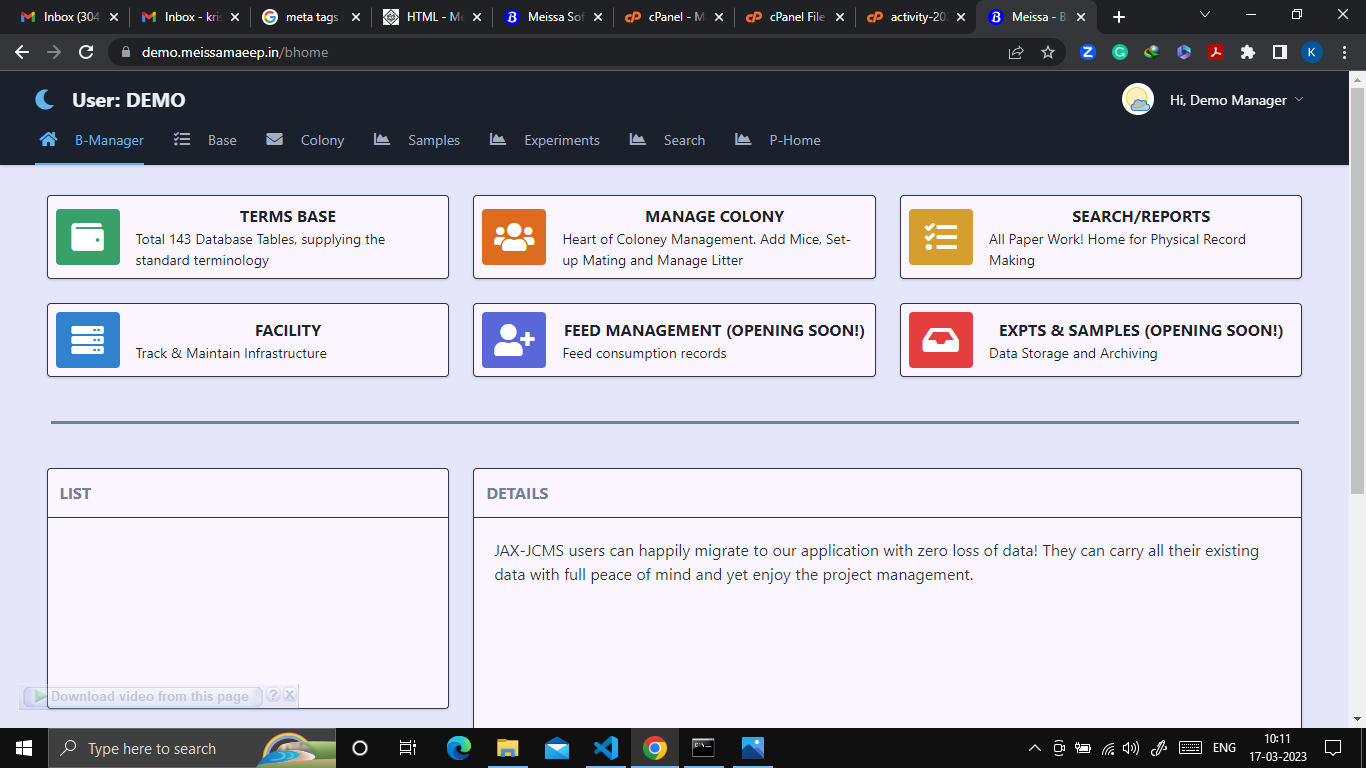 Inbox (304
Inbox - kris
meta tags
HTML - Me
Meissa Sof
cPanel - M
cPanel File
activity-202
Meissa - B
demo.meissamaeep.in/bhome
K
User: DEMO
Hi, Demo Manager
B-Manager
Base
Colony
Samples
Experiments
Search
P-Home
TERMS BASE
Total 143 Database Tables, supplying the
standard terminology
MANAGE COLONY
Heart of Coloney Management. Add Mice, Set-
up Mating and Manage Litter
SEARCH/REPORTS
All Paper Work! Home for Physical Record
Making
FACILITY
Track & Maintain Infrastructure
FEED MANAGEMENT (OPENING SOON!)
Feed consumption records
EXPTS & SAMPLES (OPENING SOON!)
Data Storage and Archiving
LIST
DETAILS
JAX-JCMS users can happily migrate to our application with zero loss of data! They can carry all their existing
data with full peace of mind and yet enjoy the project management.
Download video from this page ? X
Type here to search
ENG
10:11
17-03-2023